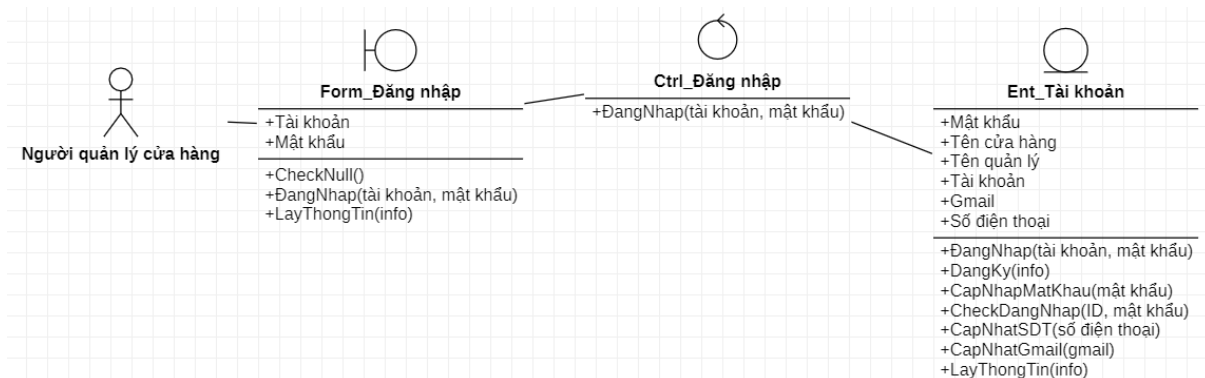 Người quản lý cửa hàng
Form_Đăng nhập
+Tài khoản
+Mật khẩu
+CheckNull()
+ĐangNhap(tài khoản, mật khẩu)
+LayThongTin(info)
Ctrl_Đăng nhập
+ĐangNhap(tài khoản, mật khẩu)
Ent_Tài khoản
+Mật khẩu
+Tên cửa hàng
+Tên quản lý
+Tài khoản
+Gmail
+Số điện thoại
+ĐangNhap(tài khoản, mật khẩu)
+DangKy(info)
+CapNhapMatKhau(mật khẩu)
+CheckDangNhap(ID, mật khẩu)
+CapNhatSDT(số điện thoại)
+CapNhatGmail(gmail)
+LayThongTin(info)